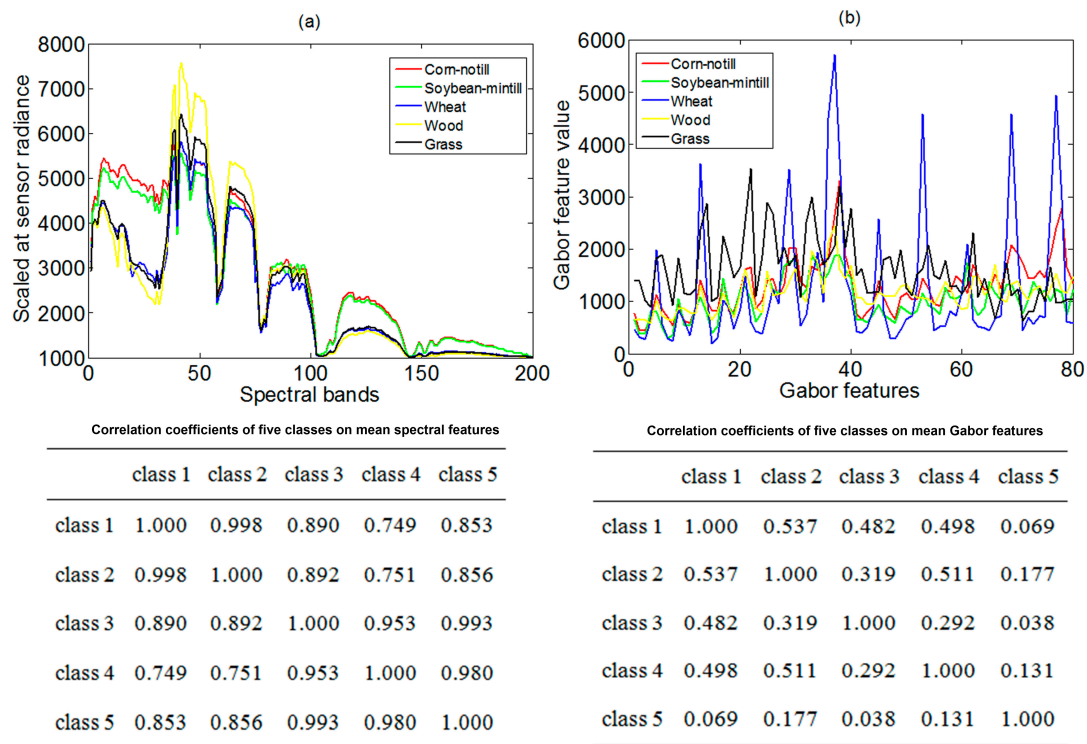 (a)
8000
7000
6000
5000
4000
3000
2000
1000
Scaled at sensor radiance
Corn-notill
Soybean-mintill
Wheat
Wood
Grass
0 50 100 150 200
Spectral bands
(b)
6000
5000
4000
3000
2000
1000
0
Gabor feature value
Corn-notill
Soybean-mintill
Wheat
Wood
Grass
0 20 40 60 80
Gabor features
Correlation coefficients of five classes on mean spectral features
class 1 class 2 class 3 class 4 class 5
class 1 1.000 0.998 0.890 0.749 0.853
class 2 0.998 1.000 0.892 0.751 0.856
class 3 0.890 0.892 1.000 0.953 0.993
class 4 0.749 0.751 0.953 1.000 0.980
class 5 0.853 0.856 0.993 0.980 1.000
Correlation coefficients of five classes on mean Gabor features
class 1 class 2 class 3 class 4 class 5
class 1 1.000 0.537 0.482 0.498 0.069
class 2 0.537 1.000 0.319 0.511 0.177
class 3 0.482 0.319 1.000 0.292 0.038
class 4 0.498 0.511 0.292 1.000 0.131
class 5 0.069 0.177 0.038 0.131 1.000